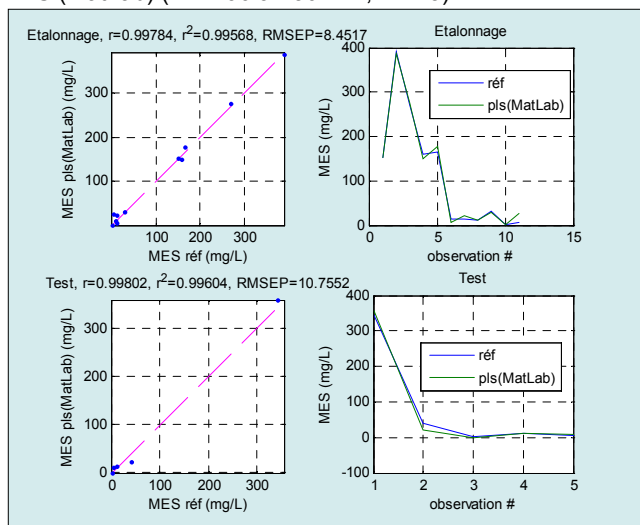 Etalonnage, r=0.99784, r²=0.99568, RMSEP=8.4517
MES pls(MatLab) (mg/L)
300
200
100
100 200 300
MES réf (mg/L)
Etalonnage
MES (mg/L)
400
300
200
100
0
0 5 10 15
observation #
réf
pls(MatLab)
Test, r=0.99802, r²=0.99604, RMSEP=10.7552
MES pls(MatLab) (mg/L)
300
200
100
0
0 100 200 300
MES réf (mg/L)
Test
MES (mg/L)
400
300
200
100
0
-100
1 2 3 4 5
observation #
réf
pls(MatLab)